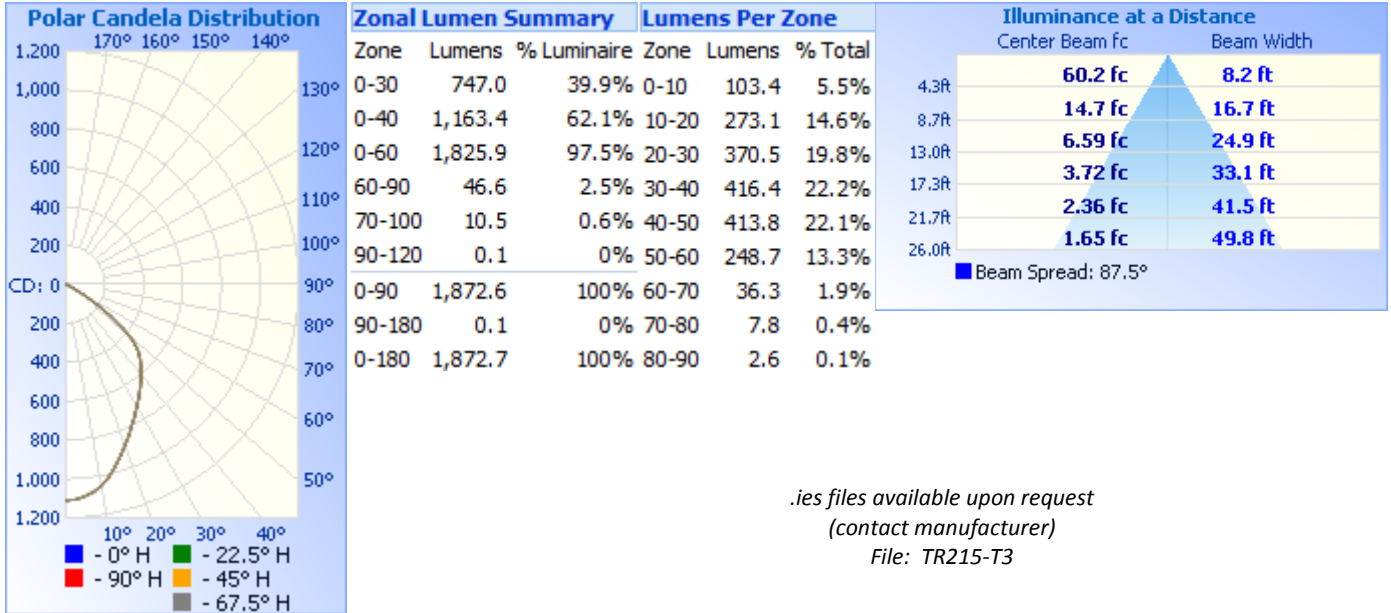 Polar Candela Distribution
170° 160° 150° 140°
1.200
1,000
800
600
400
200
CD: 0
200
400
600
800
1.000
1.200
130°
120°
110°
100°
90°
80°
70°
60°
50°
10° 20° 30° 40°
- 0° H - 22.5° H
- 90° H - 45° H
- 67.5° H
Zonal Lumen Summary
Zone Lumens % Luminaire
0-30 747.0 39.9%
0-40 1,163.4 62.1%
0-60 1,825.9 97.5%
60-90 46.6 2.5%
70-100 10.5 0.6%
90-120 0.1 0%
0-90 1,872.6 100%
90-180 0.1 0%
0-180 1,872.7 100%
Lumens Per Zone
Zone Lumens % Total
0-10 103.4 5.5%
10-20 273.1 14.6%
20-30 370.5 19.8%
30-40 416.4 22.2%
40-50 413.8 22.1%
50-60 248.7 13.3%
60-70 36.3 1.9%
70-80 7.8 0.4%
80-90 2.6 0.1%
Illuminance at a Distance
Center Beam fc Beam Width
4.3ft 60.2 fc 8.2 ft
8.7ft 14.7 fc 16.7 ft
13.0ft 6.59 fc 24.9 ft
17.3ft 3.72 fc 33.1 ft
21.7ft 2.36 fc 41.5 ft
26.0ft 1.65 fc 49.8 ft
Beam Spread: 87.5°
.ies files available upon request
(contact manufacturer)
File: TR215-T3